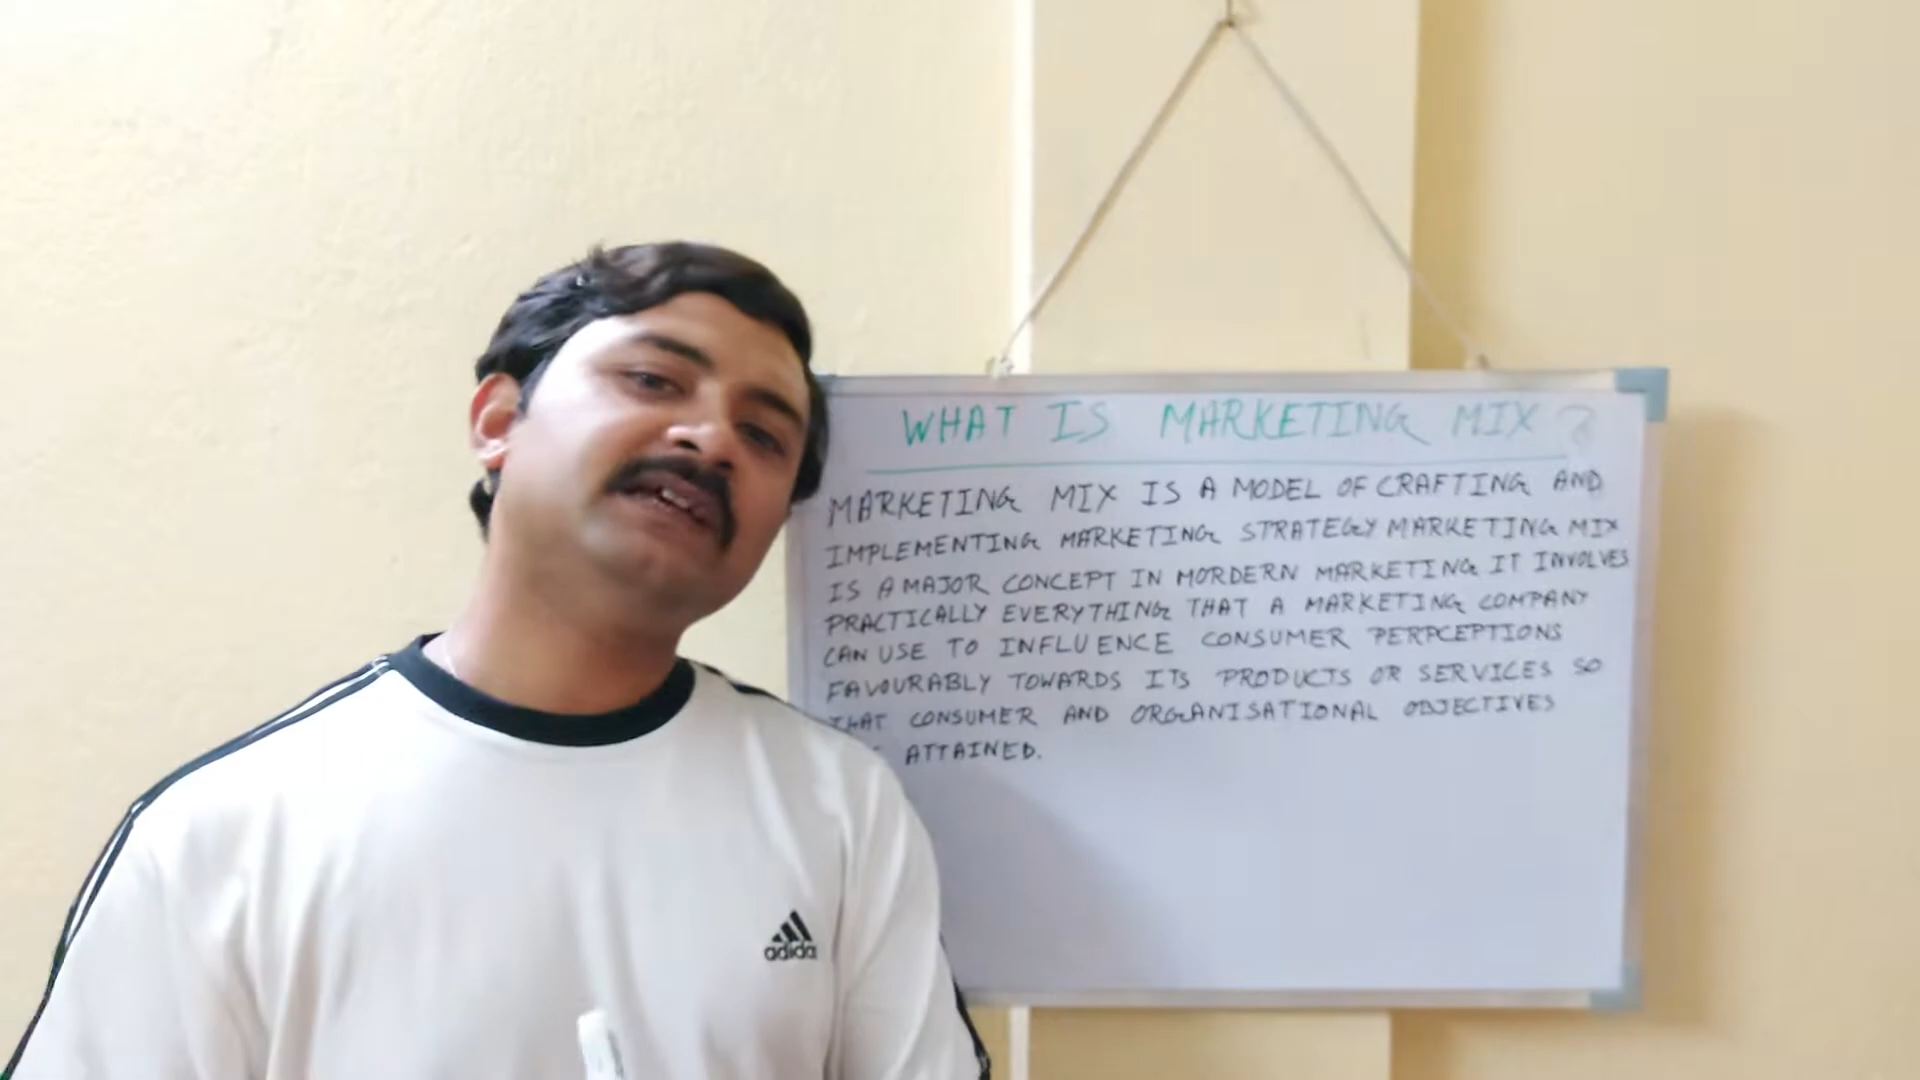 WHAT IS MARKETING MIX ?
MARKETING MIX IS A MODEL OF CRAFTING AND
IMPLEMENTING MARKETING STRATEGY MARKETING MIX
IS A MAJOR CONCEPT IN MORDERN MARKETING IT INVOLVES
PRACTICALLY EVERYTHING THAT A MARKETING COMPANY
CAN USE TO INFLUENCE CONSUMER PERPCEPTIONS
FAVOURABLY TOWARDS ITS PRODUCTS OR SERVICES SO
THAT CONSUMER AND ORGANISATIONAL OBJECTIVES
ATTAINED.
adidas